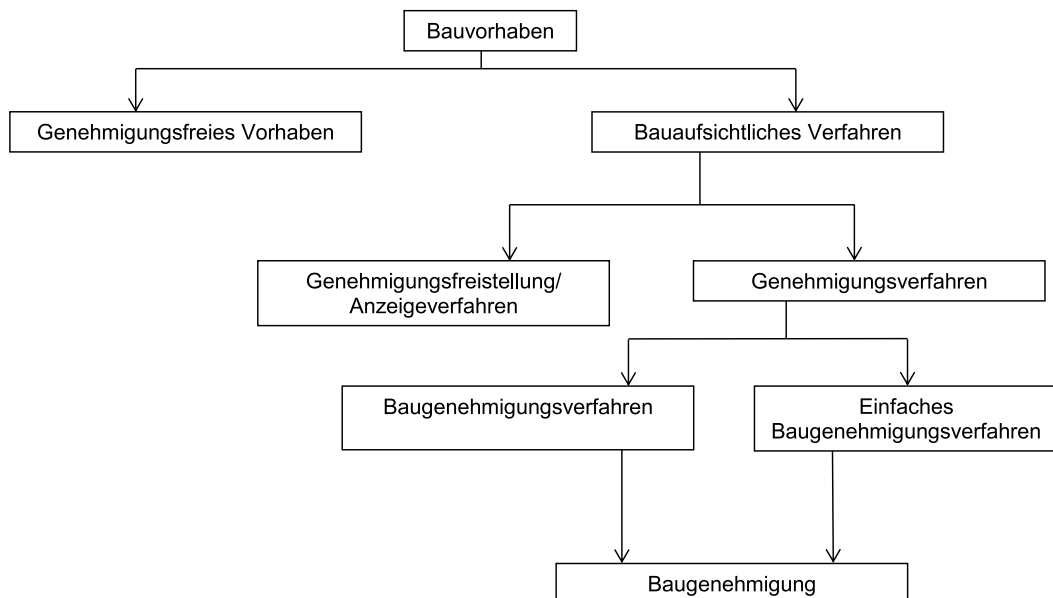 Bauvorhaben
Genehmigungsfreies Vorhaben
Bauaufsichtliches Verfahren
Genehmigungsfreistellung/
Anzeigeverfahren
Genehmigungsverfahren
Baugenehmigungsverfahren
Einfaches
Baugenehmigungsverfahren
Baugenehmigung